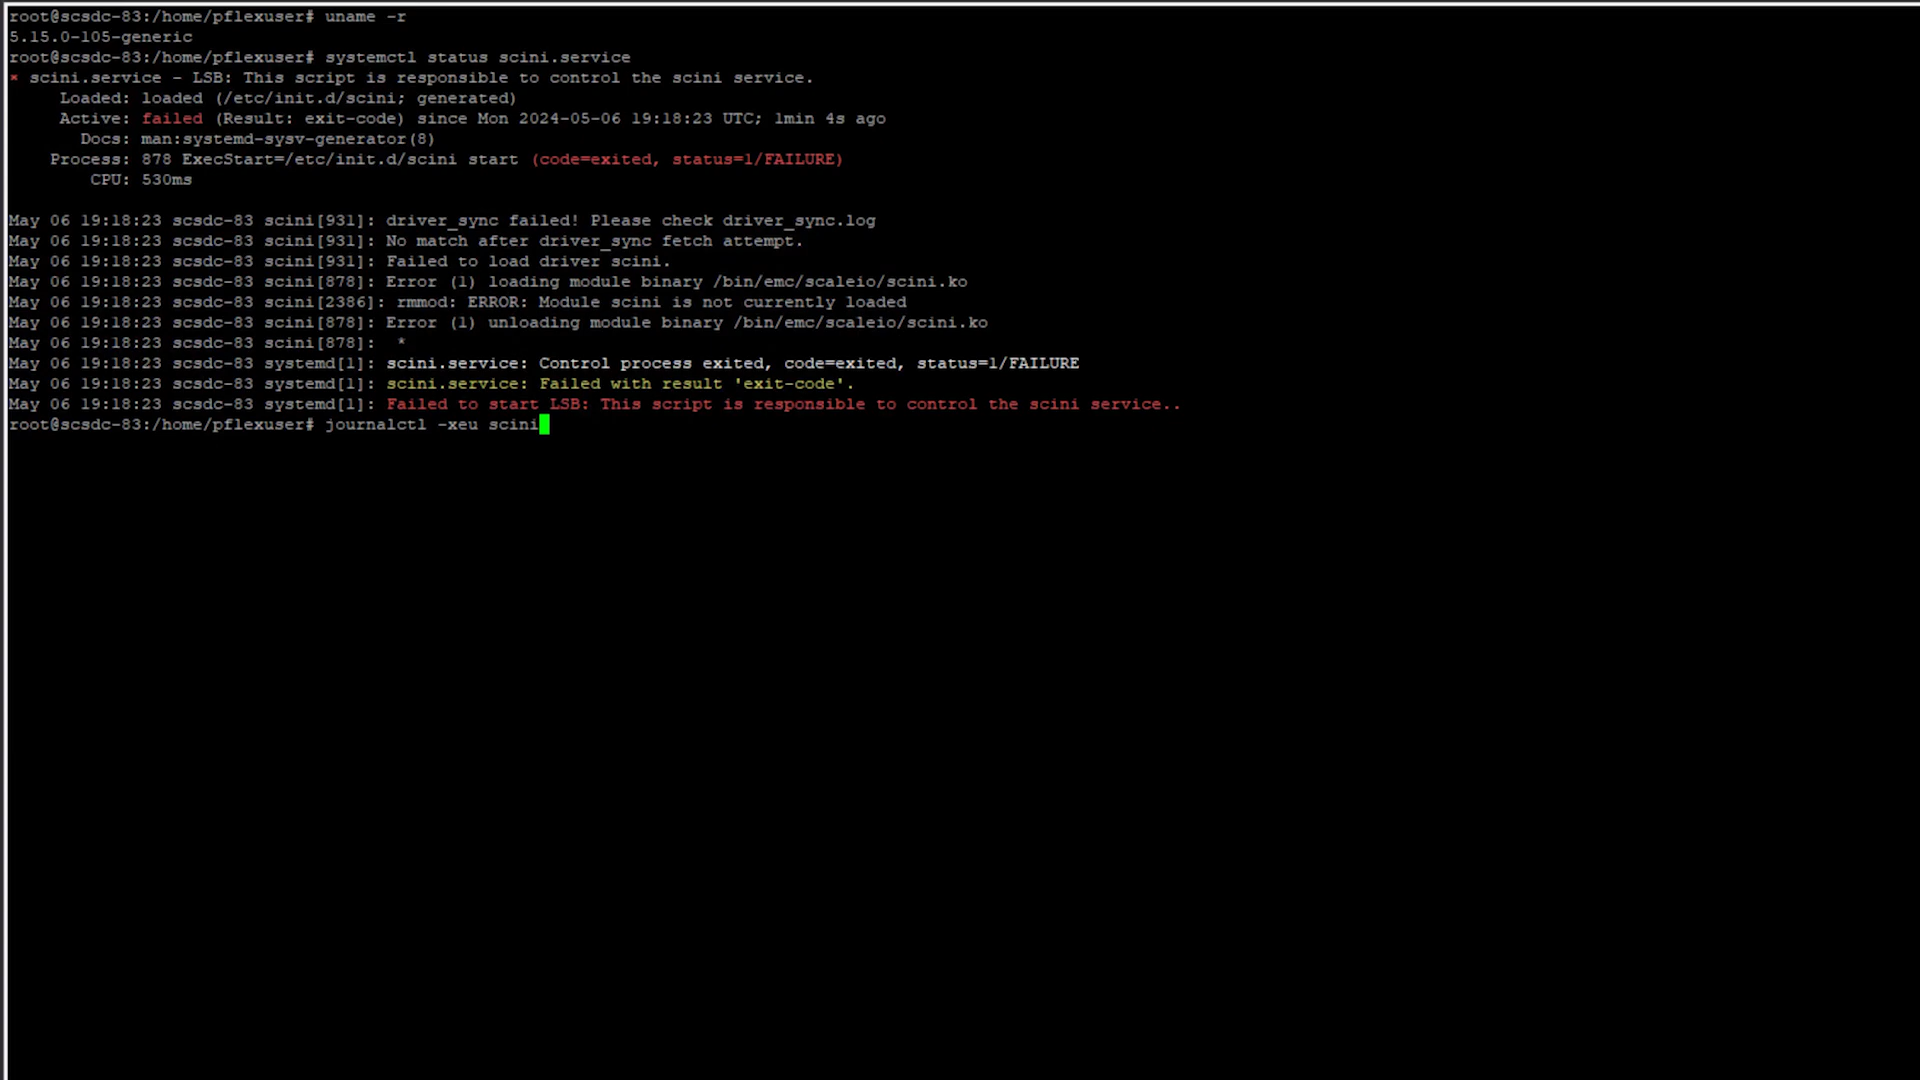 root@scsdc-83:/home/pflexuser# uname -r
5.15.0-105-generic
root@scsdc-83:/home/pflexuser# systemctl status scini.service
× scini.service - LSB: This script is responsible to control the scini service.
     Loaded: loaded (/etc/init.d/scini; generated)
     Active: failed (Result: exit-code) since Mon 2024-05-06 19:18:23 UTC; 1min 4s ago
       Docs: man:systemd-sysv-generator(8)
    Process: 878 ExecStart=/etc/init.d/scini start (code=exited, status=1/FAILURE)
        CPU: 530ms
May 06 19:18:23 scsdc-83 scini[931]: driver_sync failed! Please check driver_sync.log
May 06 19:18:23 scsdc-83 scini[931]: No match after driver_sync fetch attempt.
May 06 19:18:23 scsdc-83 scini[931]: Failed to load driver scini.
May 06 19:18:23 scsdc-83 scini[878]: Error (1) loading module binary /bin/emc/scaleio/scini.ko
May 06 19:18:23 scsdc-83 scini[2386]: rmmod: ERROR: Module scini is not currently loaded
May 06 19:18:23 scsdc-83 scini[878]: Error (1) unloading module binary /bin/emc/scaleio/scini.ko
May 06 19:18:23 scsdc-83 scini[878]:  *
May 06 19:18:23 scsdc-83 systemd[1]: scini.service: Control process exited, code=exited, status=1/FAILURE
May 06 19:18:23 scsdc-83 systemd[1]: scini.service: Failed with result 'exit-code'.
May 06 19:18:23 scsdc-83 systemd[1]: Failed to start LSB: This script is responsible to control the scini service..
root@scsdc-83:/home/pflexuser# journalctl -xeu scini